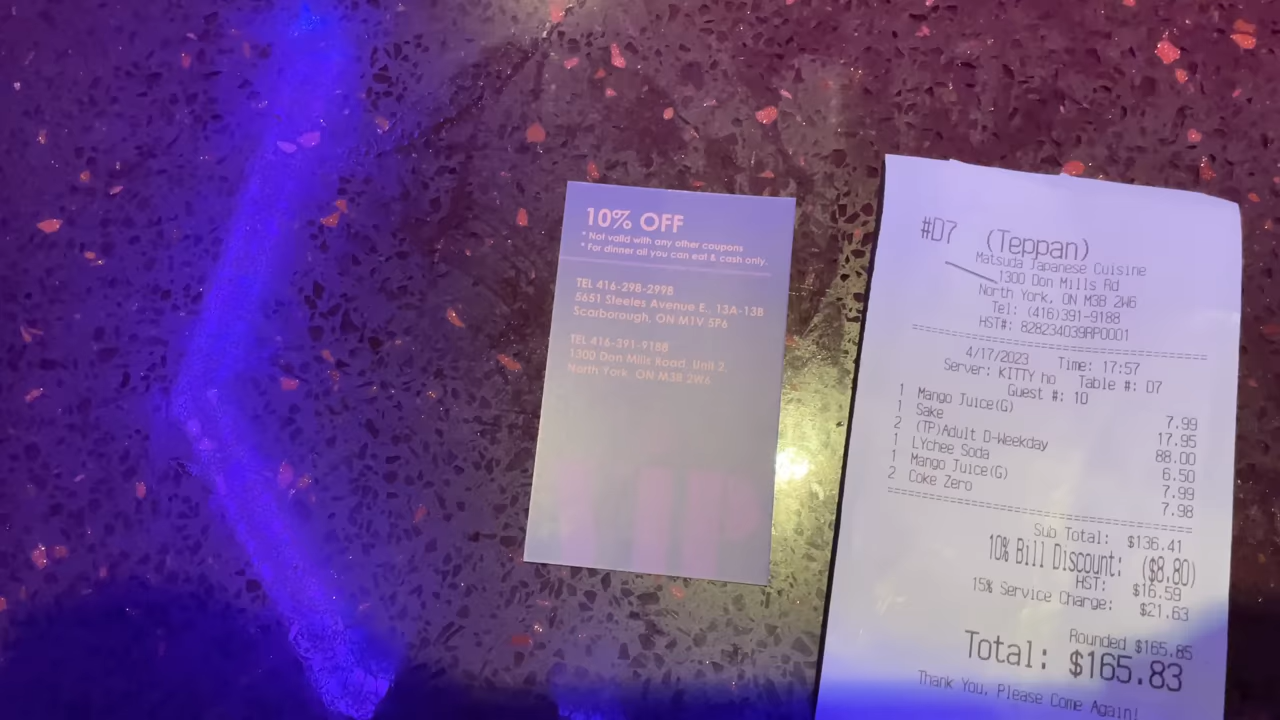 10% OFF
* Not valid with any other coupons
* For dinner all you can eat & cash only.
TEL 416-298-2998
5651 Steeles Avenue E., 13A-13B
Scarborough, ON M1V 5P6
TEL 416-391-9188
1300 Don Mills Road, Unit 2,
North York, ON M3B 2W6
VIP
#D7 (Teppan)
Matsuda Japanese Cuisine
1300 Don Mills Rd
North York, ON M3B 2W6
Tel: (416)391-9188
HST#: 828234039RP0001
4/17/2023 Time: 17:57
Server: KITTY ho Table #: D7
Guest #: 10
1 Mango Juice(G) 7.99
1 Sake 17.95
2 (TP)Adult D-Weekday 88.00
1 LYchee Soda 6.50
1 Mango Juice(G) 7.99
2 Coke Zero 7.98
Sub Total: $136.41
10% Bill Discount: ($8.80)
HST: $16.59
15% Service Charge: $21.63
Rounded $165.85
Total: $165.83
Thank You, Please Come Again!